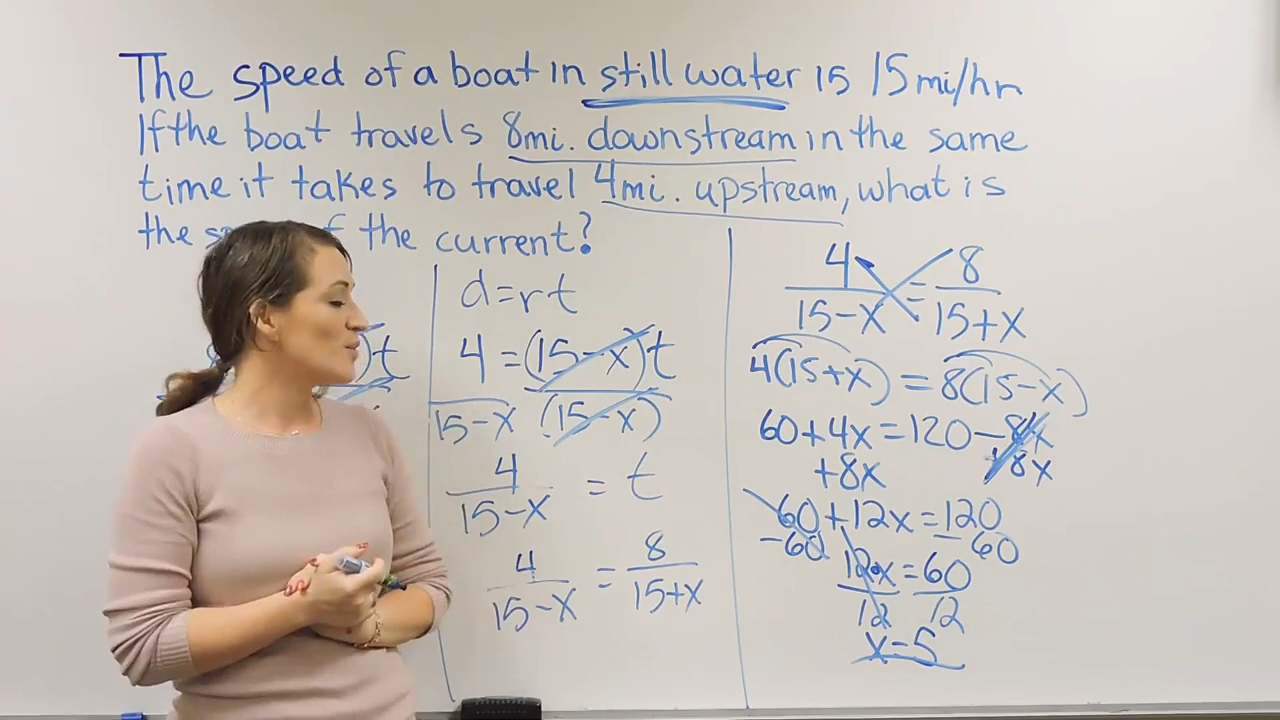 The speed of a boat in still water is 15mi/hr
If the boat travels 8mi. downstream in the same
time it takes to travel 4mi. upstream, what is
the of the current?
)t
d=rt
4 = (15-x)t
15-x (15-x)
4
15-x
= t
4
15-x
=
8
15+x
4
15-x
=
8
15+x
4(15+x) = 8(15-x)
60+4x = 120-8x
+8x +8x
60+12x = 120
-60 -60
12x = 60
12 12
x=5